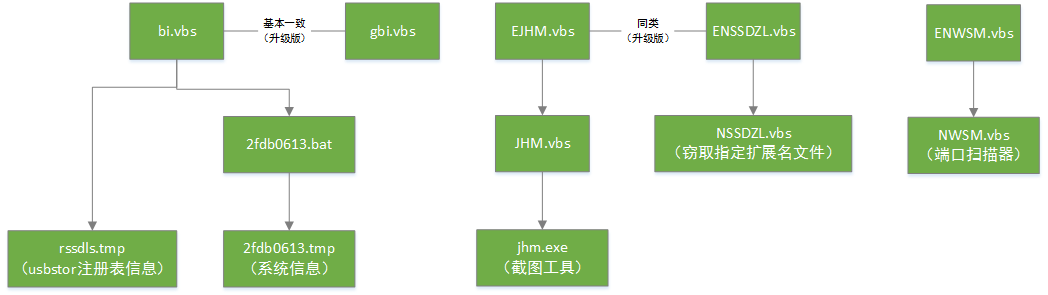 bi.vbs
基本一致
（升级版）
gbi.vbs
EJHM.vbs
同类
（升级版）
ENSSDZL.vbs
ENWSM.vbs
2fdb0613.bat
JHM.vbs
NSSDZL.vbs
（窃取指定扩展名文件）
NWSM.vbs
（端口扫描器）
rssdls.tmp
（usbstor注册表信息）
2fdb0613.tmp
（系统信息）
jhm.exe
（截图工具）